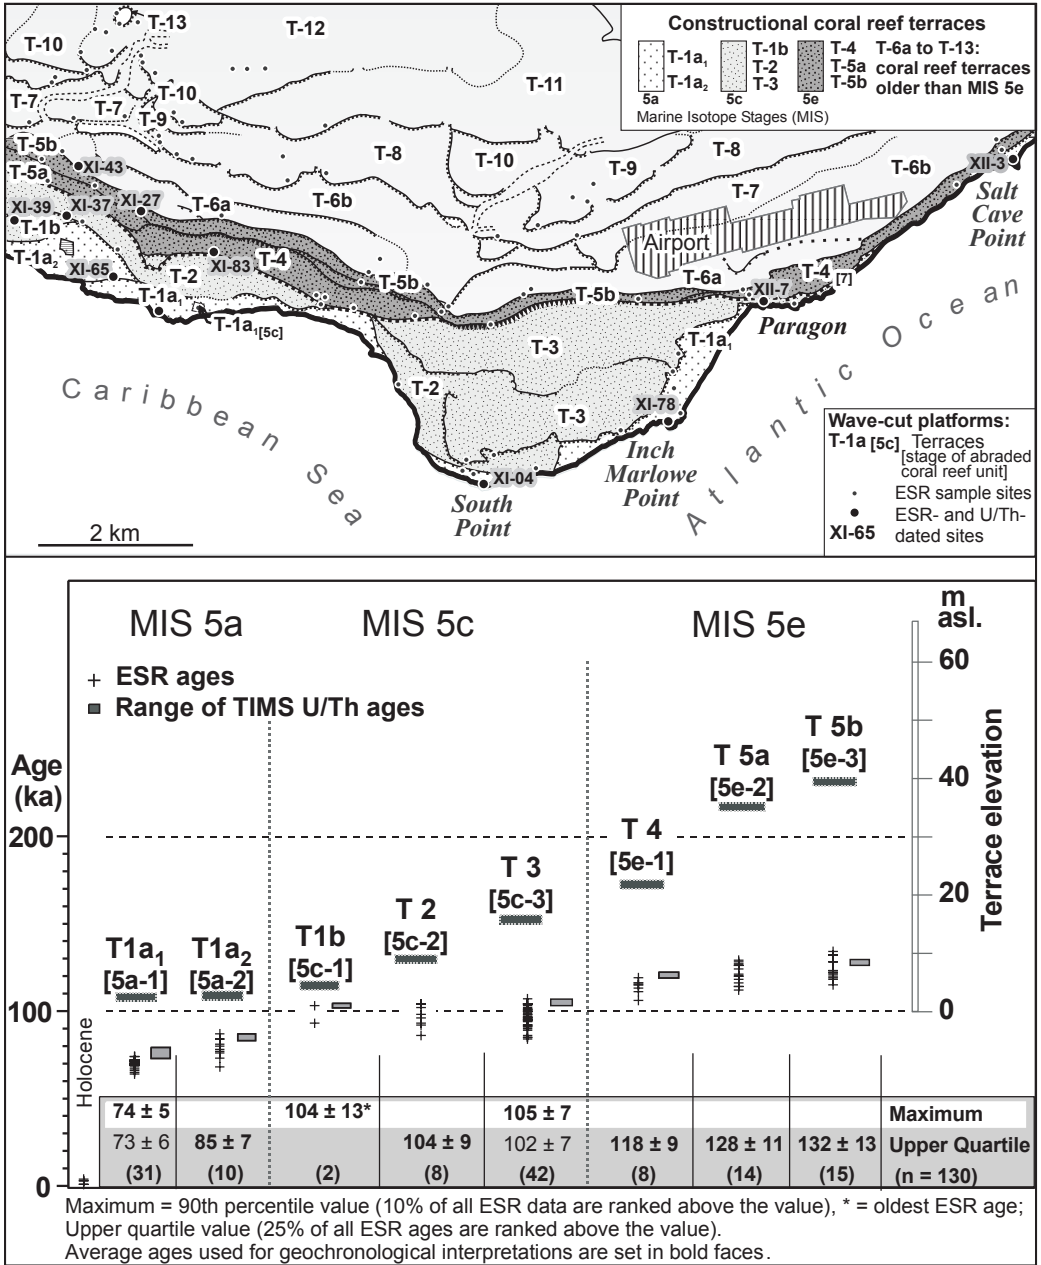 T-13
T-10
T-12
T-11
T-7
T-7
T-10
T-9
T-8
T-10
T-9
T-8
T-6b
T-5b
T-5a
XI-43
XI-39
XI-37
XI-27
T-6a
T-6b
T-7
XII-3
Salt
Cave
Point
T-1b
T-1a2
XI-65
T-2
XI-83
T-4
T-5b
Airport
T-6a
T-4
[7]
XII-7
T-5b
Paragon
T-1a1
T-1a1[5c]
T-3
T-1a1
T-2
T-3
XI-78
XI-04
Inch
Marlowe
Point
South
Point
Caribbean Sea
Atlantic Ocean
2 km
Constructional coral reef terraces
T-1a1
T-1a2
5a
T-1b
T-2
T-3
5c
T-4
T-5a
T-5b
5e
T-6a to T-13:
coral reef terraces
older than MIS 5e
Marine Isotope Stages (MIS)
Wave-cut platforms:
T-1a [5c] Terraces
[stage of abraded
coral reef unit]
ESR sample sites
ESR- and U/Th-
XI-65 dated sites
MIS 5a
MIS 5c
MIS 5e
m
asl.
+ ESR ages
Range of TIMS U/Th ages
60
40
20
0
Terrace elevation
Age
(ka)
200
100
0
Holocene
T1a1
[5a-1]
T1a2
[5a-2]
T1b
[5c-1]
T 2
[5c-2]
T 3
[5c-3]
T 4
[5e-1]
T 5a
[5e-2]
T 5b
[5e-3]
74 ± 5 104 ± 13* 105 ± 7 Maximum
73 ± 6 85 ± 7 104 ± 9 102 ± 7 118 ± 9 128 ± 11 132 ± 13 Upper Quartile
(31) (10) (2) (8) (42) (8) (14) (15) (n = 130)
Maximum = 90th percentile value (10% of all ESR data are ranked above the value), * = oldest ESR age;
Upper quartile value (25% of all ESR ages are ranked above the value).
Average ages used for geochronological interpretations are set in bold faces.